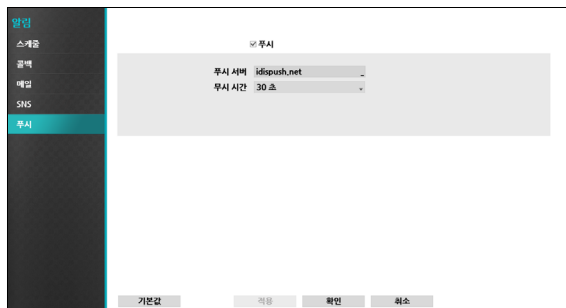 알림
스케줄
콜백
메일
SNS
푸시
푸시
푸시 서버 idispush.net
무시 시간 30 초
기본값 적용 확인 취소